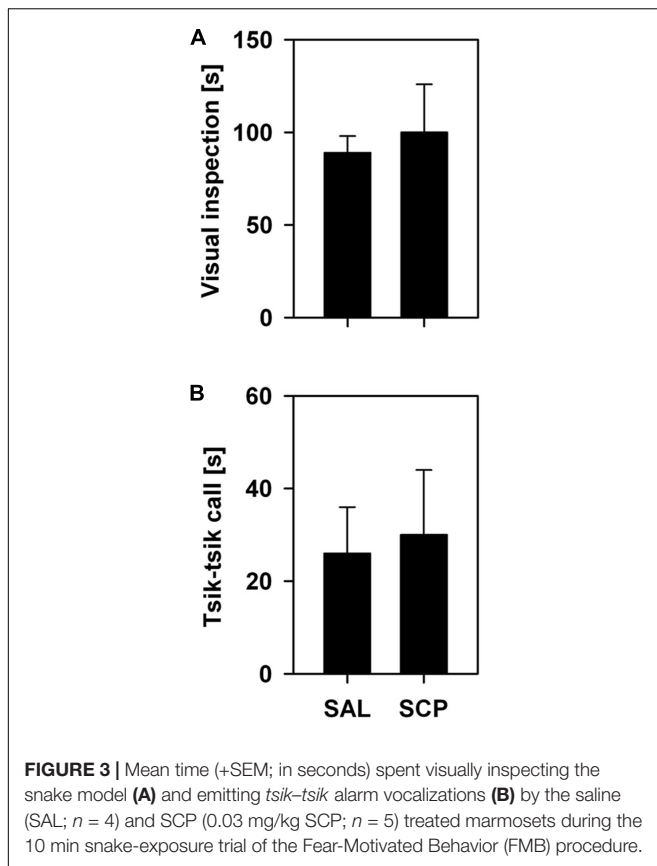 A
150
100
50
0
Visual inspection [s]
B
60
40
20
0
Tsik-tsik call [s]
SAL SCP
FIGURE 3 | Mean time (+SEM; in seconds) spent visually inspecting the
snake model (A) and emitting tsik–tsik alarm vocalizations (B) by the saline
(SAL; n = 4) and SCP (0.03 mg/kg SCP; n = 5) treated marmosets during the
10 min snake-exposure trial of the Fear-Motivated Behavior (FMB) procedure.